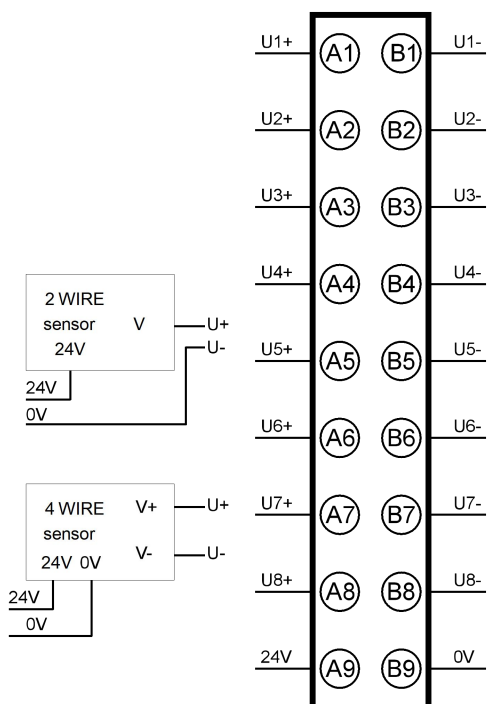 U1+ A1 B1 U1-
U2+ A2 B2 U2-
U3+ A3 B3 U3-
U4+ A4 B4 U4-
2 WIRE
sensor V U+
24V U-
24V
0V
U5+ A5 B5 U5-
U6+ A6 B6 U6-
4 WIRE V+ U+
sensor
24V 0V V- U-
24V
0V
U7+ A7 B7 U7-
U8+ A8 B8 U8-
24V A9 B9 0V